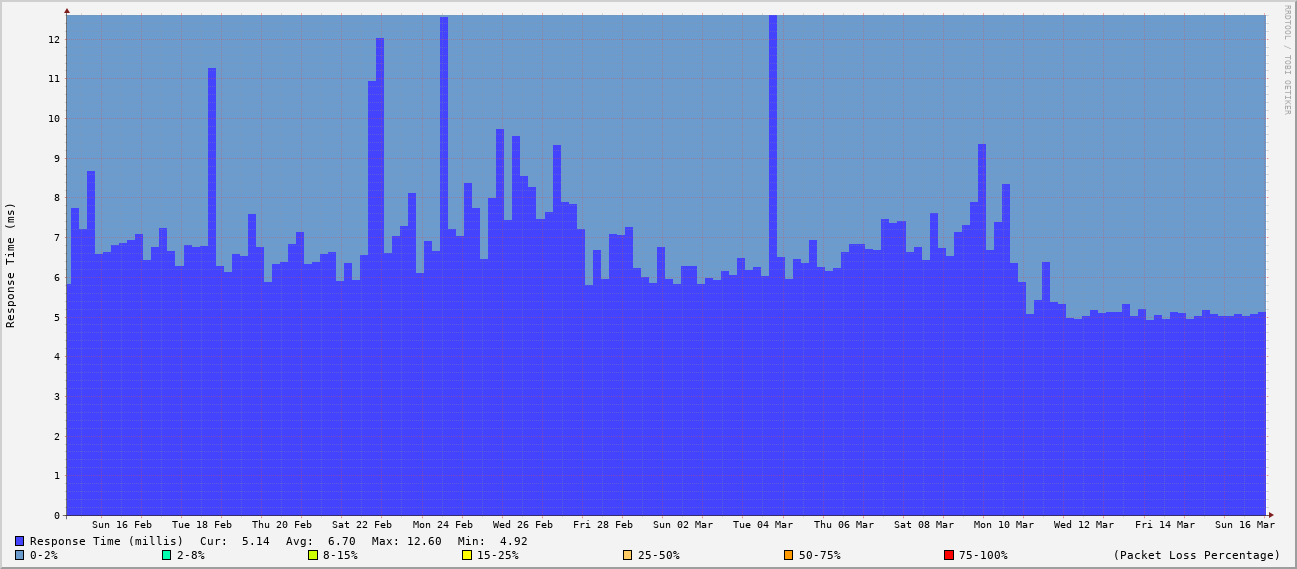 RRDTOOL / TOBI OETIKER
Response Time (ms)
12
11
10
9
8
7
6
5
4
3
2
1
0
Sun 16 Feb Tue 18 Feb Thu 20 Feb Sat 22 Feb Mon 24 Feb Wed 26 Feb Fri 28 Feb Sun 02 Mar Tue 04 Mar Thu 06 Mar Sat 08 Mar Mon 10 Mar Wed 12 Mar Fri 14 Mar Sun 16 Mar
Response Time (millis) Cur: 5.14 Avg: 6.70 Max: 12.60 Min: 4.92
0-2% 2-8% 8-15% 15-25% 25-50% 50-75% 75-100% (Packet Loss Percentage)